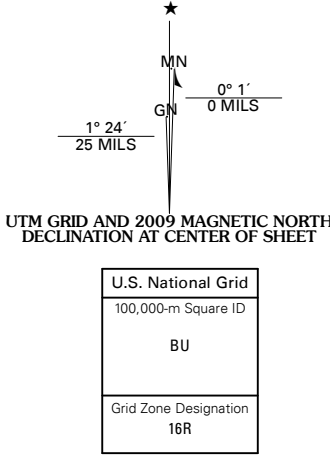 ★
MN
0° 1´
0 MILS
GN
1° 24´
25 MILS
UTM GRID AND 2009 MAGNETIC NORTH
DECLINATION AT CENTER OF SHEET
U.S. National Grid
100,000-m Square ID
BU
Grid Zone Designation
16R